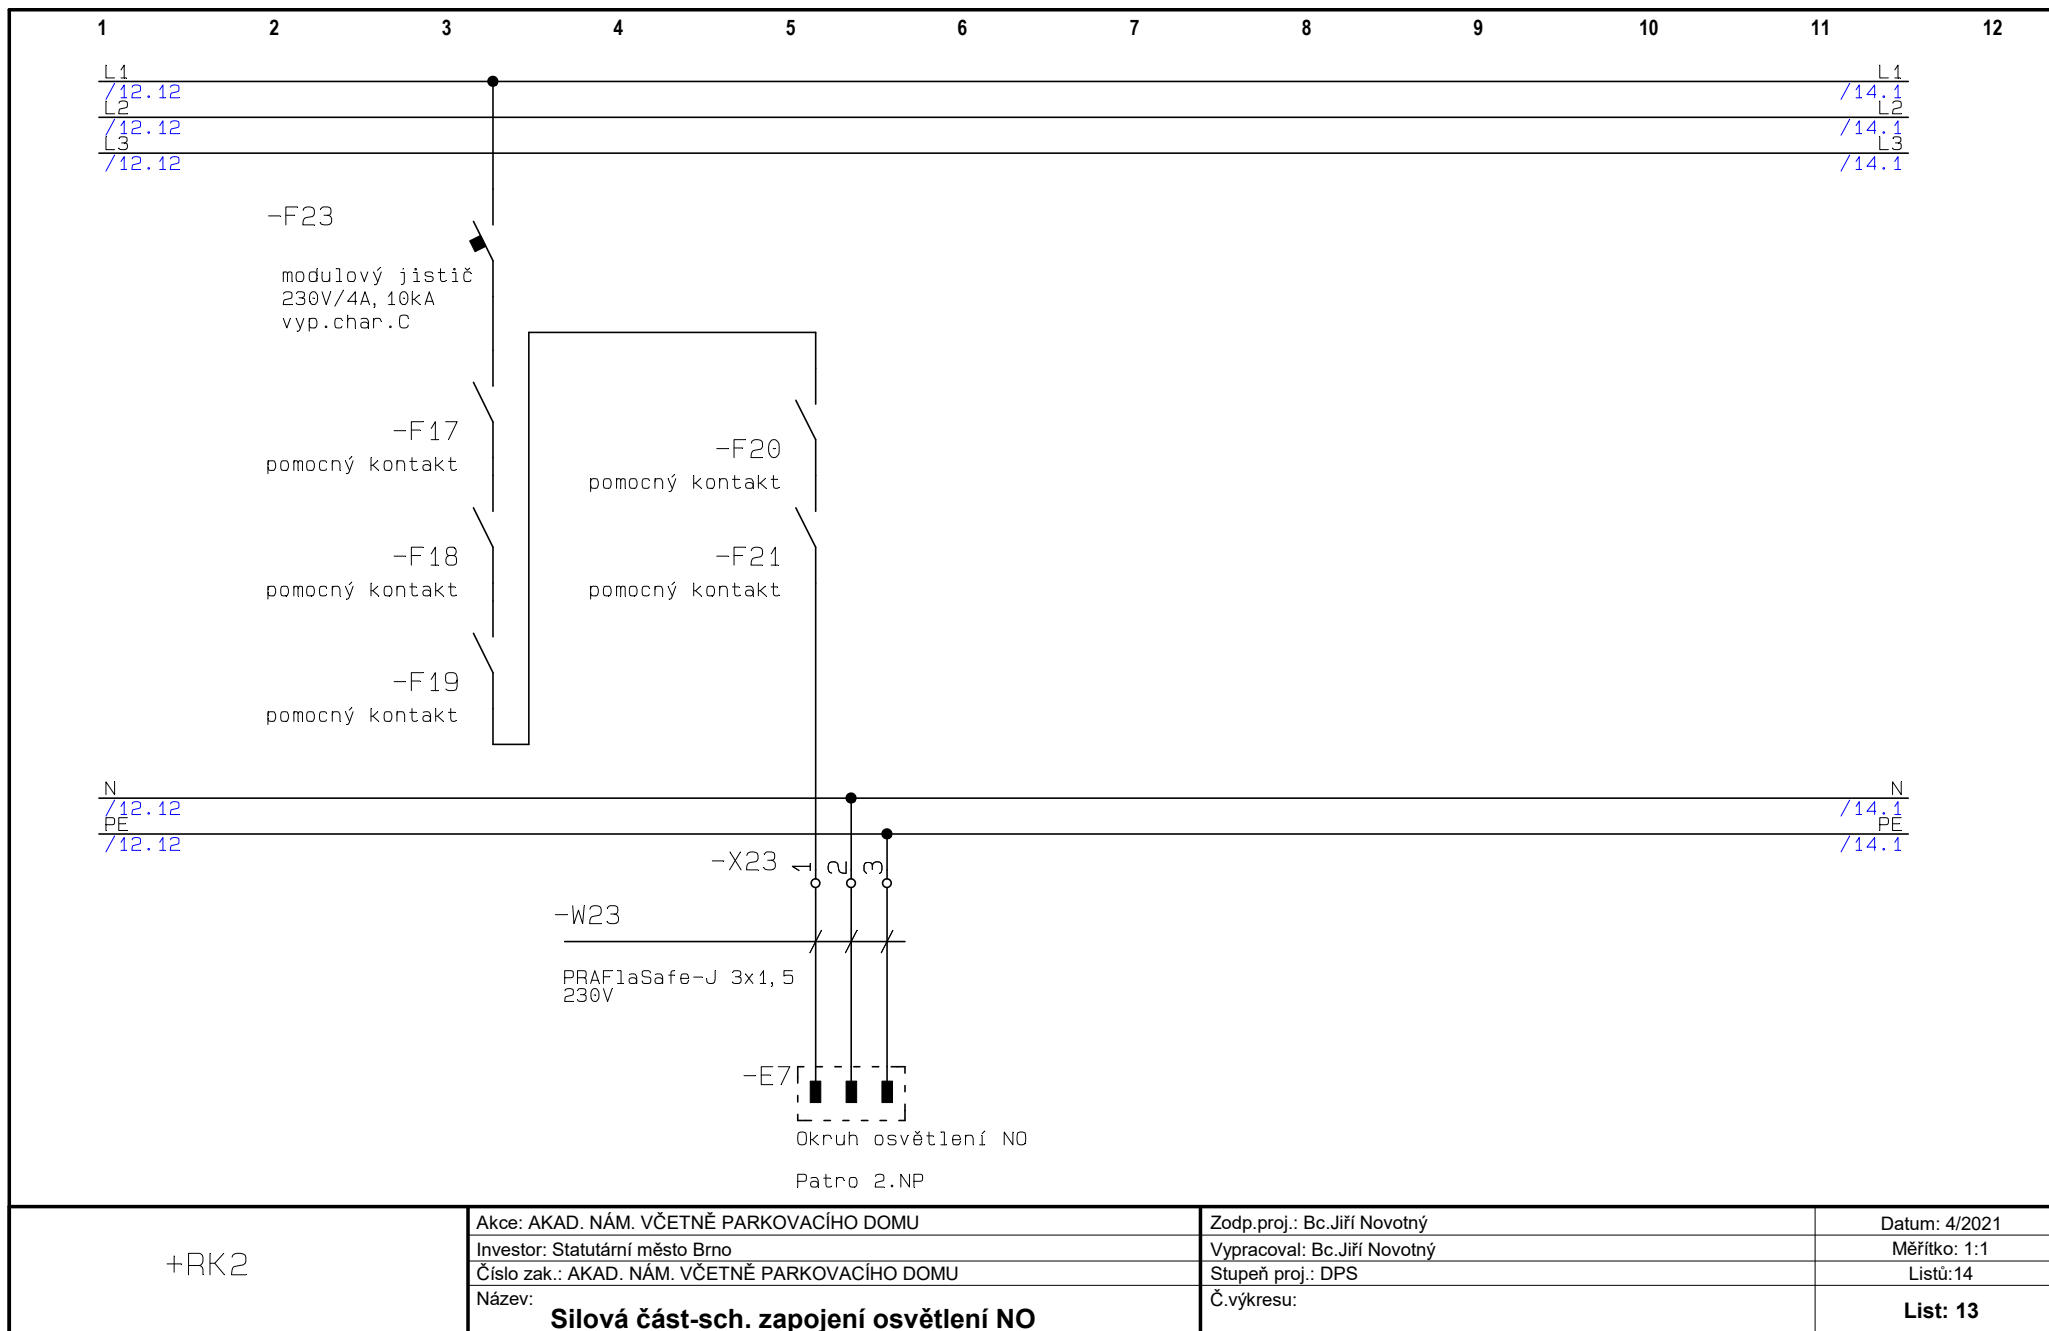 1 2 3 4 5 6 7 8 9 10 11 12
L1 L1
/12.12 /14.1
L2 L2
/12.12 /14.1
L3 L3
/12.12 /14.1
-F23
modulový jistič
230V/4A, 10kA
vyp.char.C
-F17
pomocný kontakt
-F20
pomocný kontakt
-F18
pomocný kontakt
-F21
pomocný kontakt
-F19
pomocný kontakt
N N
/12.12 /14.1
PE PE
/12.12 /14.1
-X23 1 2 3
-W23
PRAFlaSafe-J 3x1,5
230V
-E7
Okruh osvětlení NO
Patro 2.NP
+RK2
Akce: AKAD. NÁM. VČETNĚ PARKOVACÍHO DOMU
Investor: Statutární město Brno
Číslo zak.: AKAD. NÁM. VČETNĚ PARKOVACÍHO DOMU
Název:
Silová část-sch. zapojení osvětlení NO
Zodp.proj.: Bc.Jiří Novotný
Vypracoval: Bc.Jiří Novotný
Stupeň proj.: DPS
Č.výkresu:
Datum: 4/2021
Měřítko: 1:1
Listů:14
List: 13